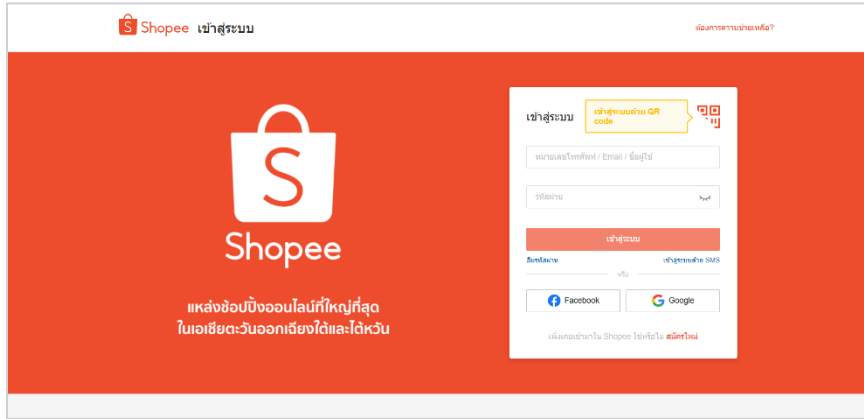 Shopee เข้าสู่ระบบ
ต้องการความช่วยเหลือ?
Shopee
แหล่งช้อปปิ้งออนไลน์ที่ใหญ่ที่สุด
ในเอเชียตะวันออกเฉียงใต้และไต้หวัน
เข้าสู่ระบบ
เข้าสู่ระบบด้วย QR
code
หมายเลขโทรศัพท์ / Email / ชื่อผู้ใช้
รหัสผ่าน
เข้าสู่ระบบ
ลืมรหัสผ่าน
เข้าสู่ระบบด้วย SMS
หรือ
Facebook
Google
เพิ่งเคยเข้ามาใน Shopee ใช่หรือไม่ สมัครใหม่